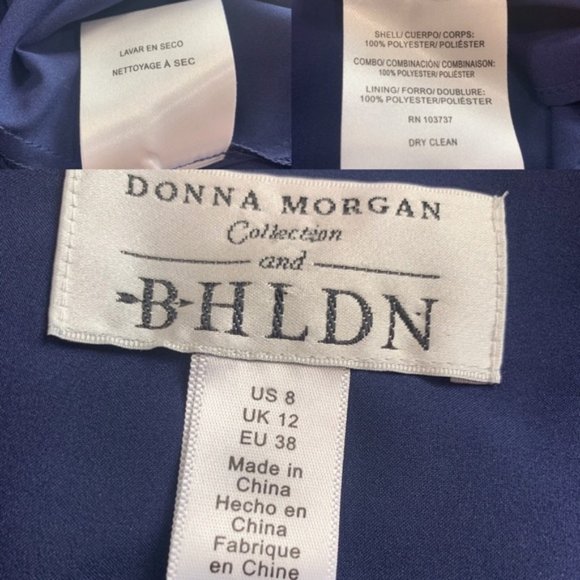 LAVAR EN SECO
NETTOYAGE À SEC
SHELL/ CUERPO/ CORPS:
100% POLYESTER/ POLIÉSTER
COMBO/ COMBINACIÓN/ COMBINAISON:
100% POLYESTER/ POLIÉSTER
LINING/ FORRO/ DOUBLURE:
100% POLYESTER/ POLIÉSTER
RN 103737
DRY CLEAN
DONNA MORGAN
Collection
and
BHLDN
US 8
UK 12
EU 38
Made in
China
Hecho en
China
Fabrique
en Chine